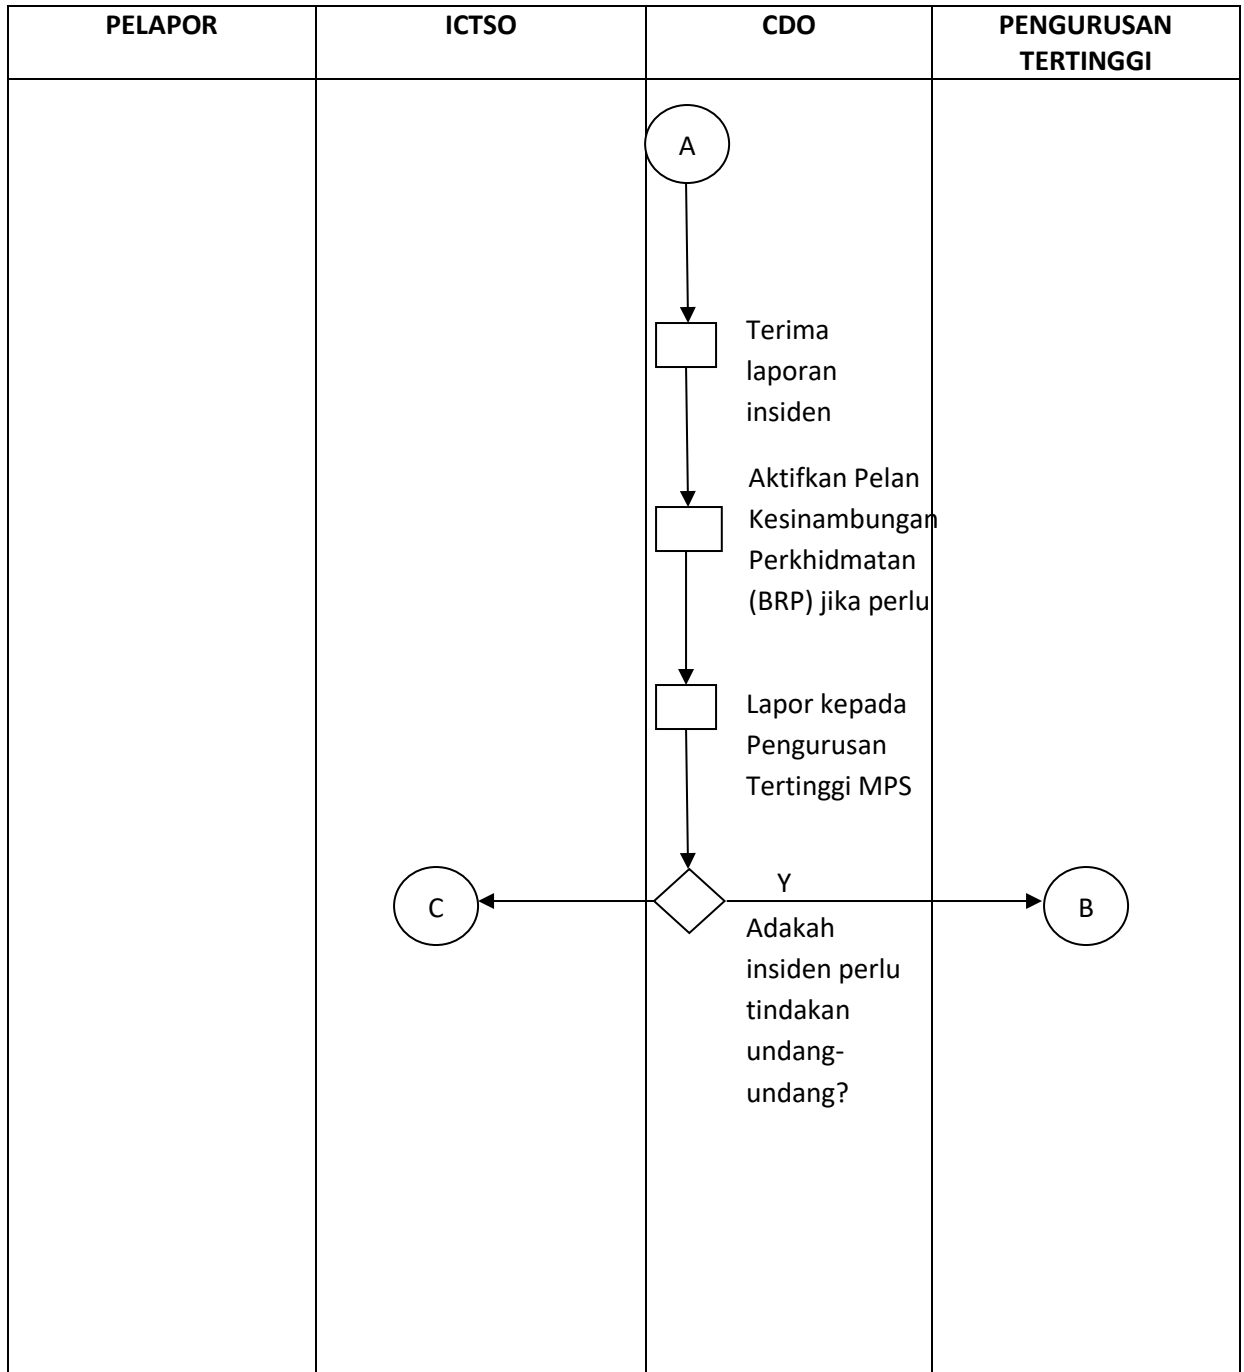 PELAPOR
ICTSO
CDO
PENGURUSAN
TERTINGGI
A
Terima
laporan
insiden
Aktifkan Pelan
Kesinambungan
Perkhidmatan
(BRP) jika perlu
Lapor kepada
Pengurusan
Tertinggi MPS
C
Y
B
Adakah
insiden perlu
tindakan
undang-
undang?